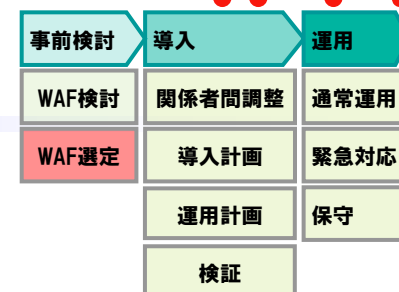 事前検討
導入
運用
WAF検討
関係者間調整
通常運用
WAF選定
導入計画
緊急対応
運用計画
保守
検証